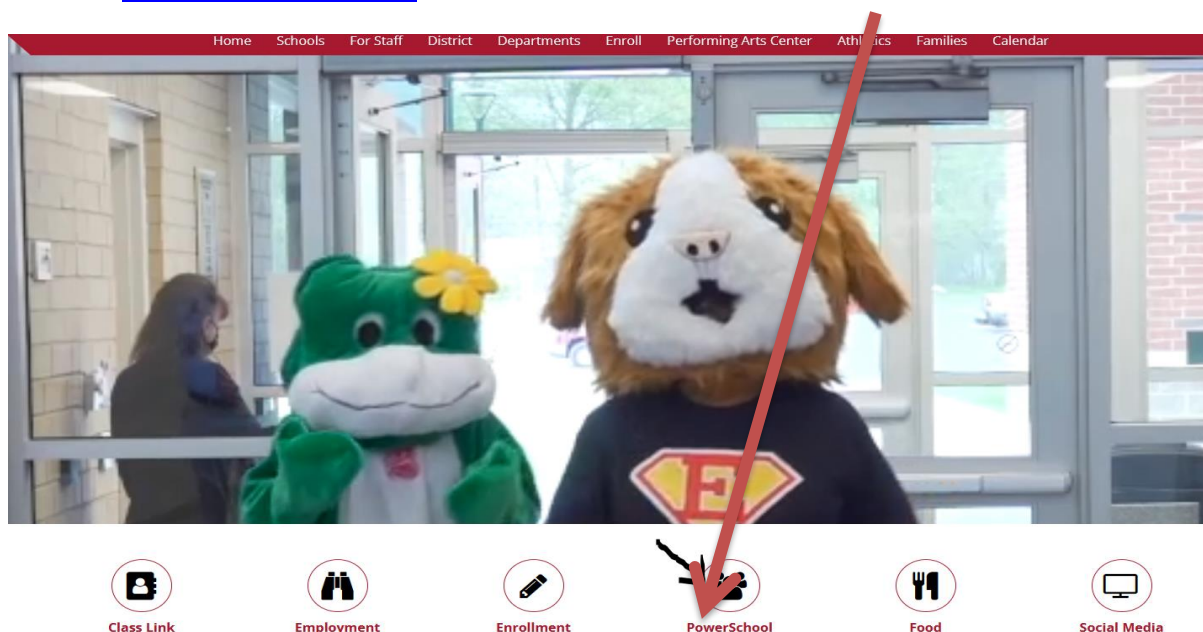 Home Schools For Staff District Departments Enroll Performing Arts Center Athletics Families Calendar
E
Class Link Employment Enrollment PowerSchool Food Social Media